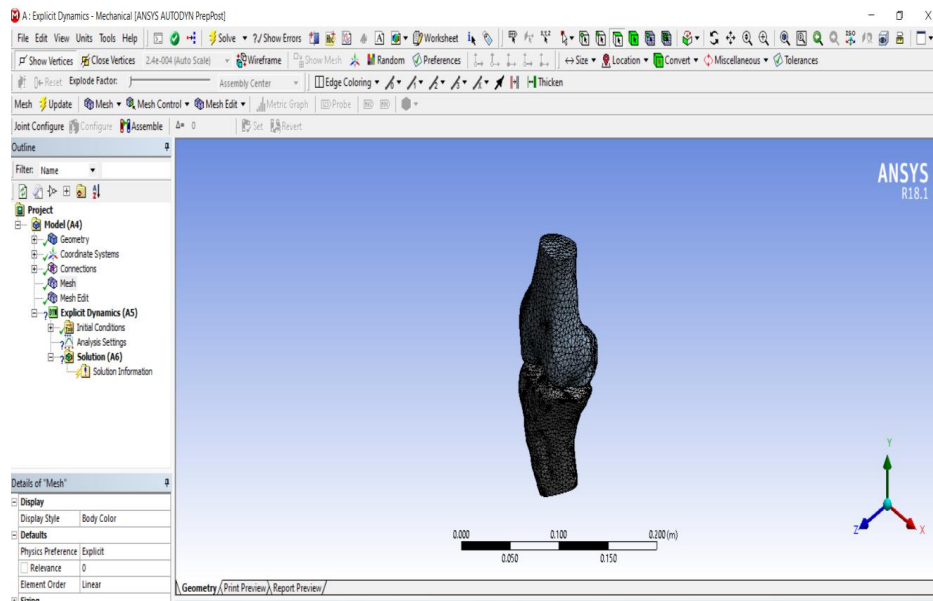 A : Explicit Dynamics - Mechanical [ANSYS AUTODYN PrepPost]
File Edit View Units Tools Help Solve ?/ Show Errors Worksheet
Show Vertices Close Vertices 2.4e-004 (Auto Scale) Wireframe Show Mesh Random Preferences Size Location Convert Miscellaneous Tolerances
Reset Explode Factor: Assembly Center Edge Coloring Thicken
Mesh Update Mesh Mesh Control Mesh Edit Metric Graph Probe
Joint Configure Configure Assemble Δ= 0 Set Revert
Outline
Filter: Name
Project
Model (A4)
Geometry
Coordinate Systems
Connections
Mesh
Mesh Edit
Explicit Dynamics (A5)
Initial Conditions
Analysis Settings
Solution (A6)
Solution Information
ANSYS
R18.1
Details of "Mesh"
Display
Display Style Body Color
Defaults
Physics Preference Explicit
Relevance 0
Element Order Linear
Sizing
Y
Z X
0.000 0.100 0.200 (m)
0.050 0.150
Geometry Print Preview Report Preview